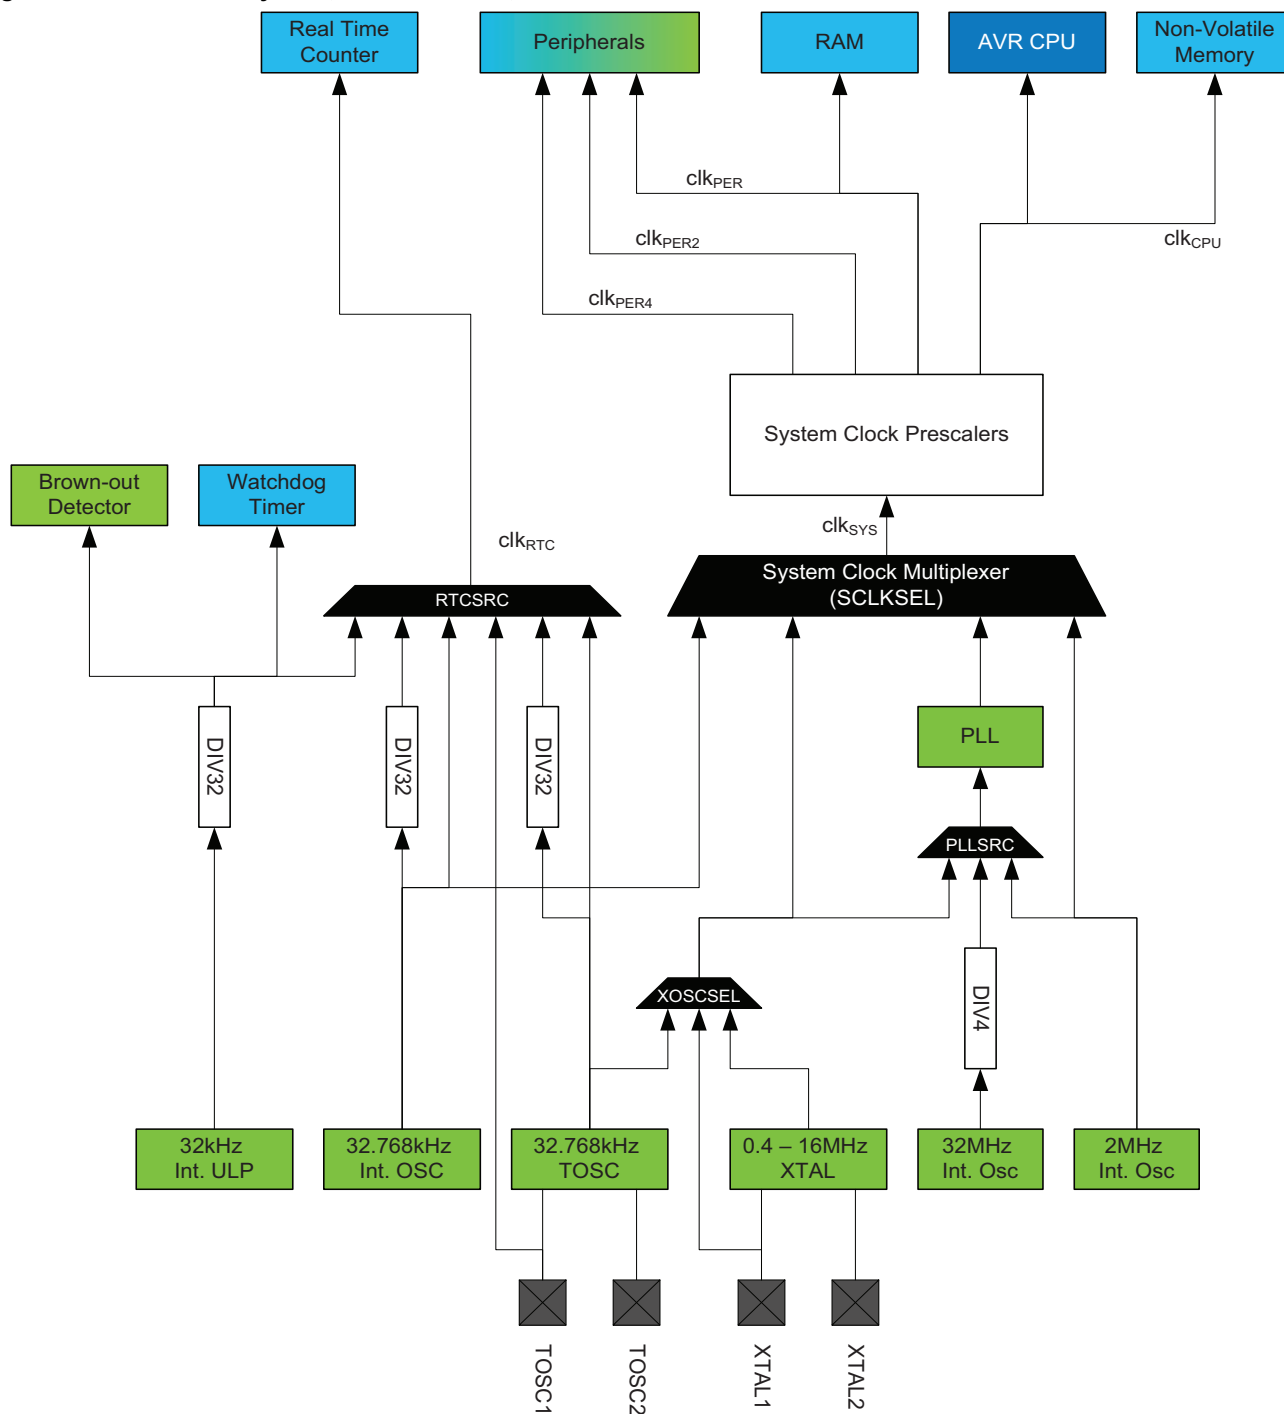 Real Time
Counter
Peripherals
RAM
AVR CPU
Non-Volatile
Memory
clkPER
clkPER2
clkCPU
clkPER4
System Clock Prescalers
Brown-out
Detector
Watchdog
Timer
clkSYS
clkRTC
System Clock Multiplexer
(SCLKSEL)
RTCSRC
DIV32
DIV32
DIV32
PLL
PLLSRC
XOSCSEL
DIV4
32kHz
Int. ULP
32.768kHz
Int. OSC
32.768kHz
TOSC
0.4 – 16MHz
XTAL
32MHz
Int. Osc
2MHz
Int. Osc
TOSC1
TOSC2
XTAL1
XTAL2